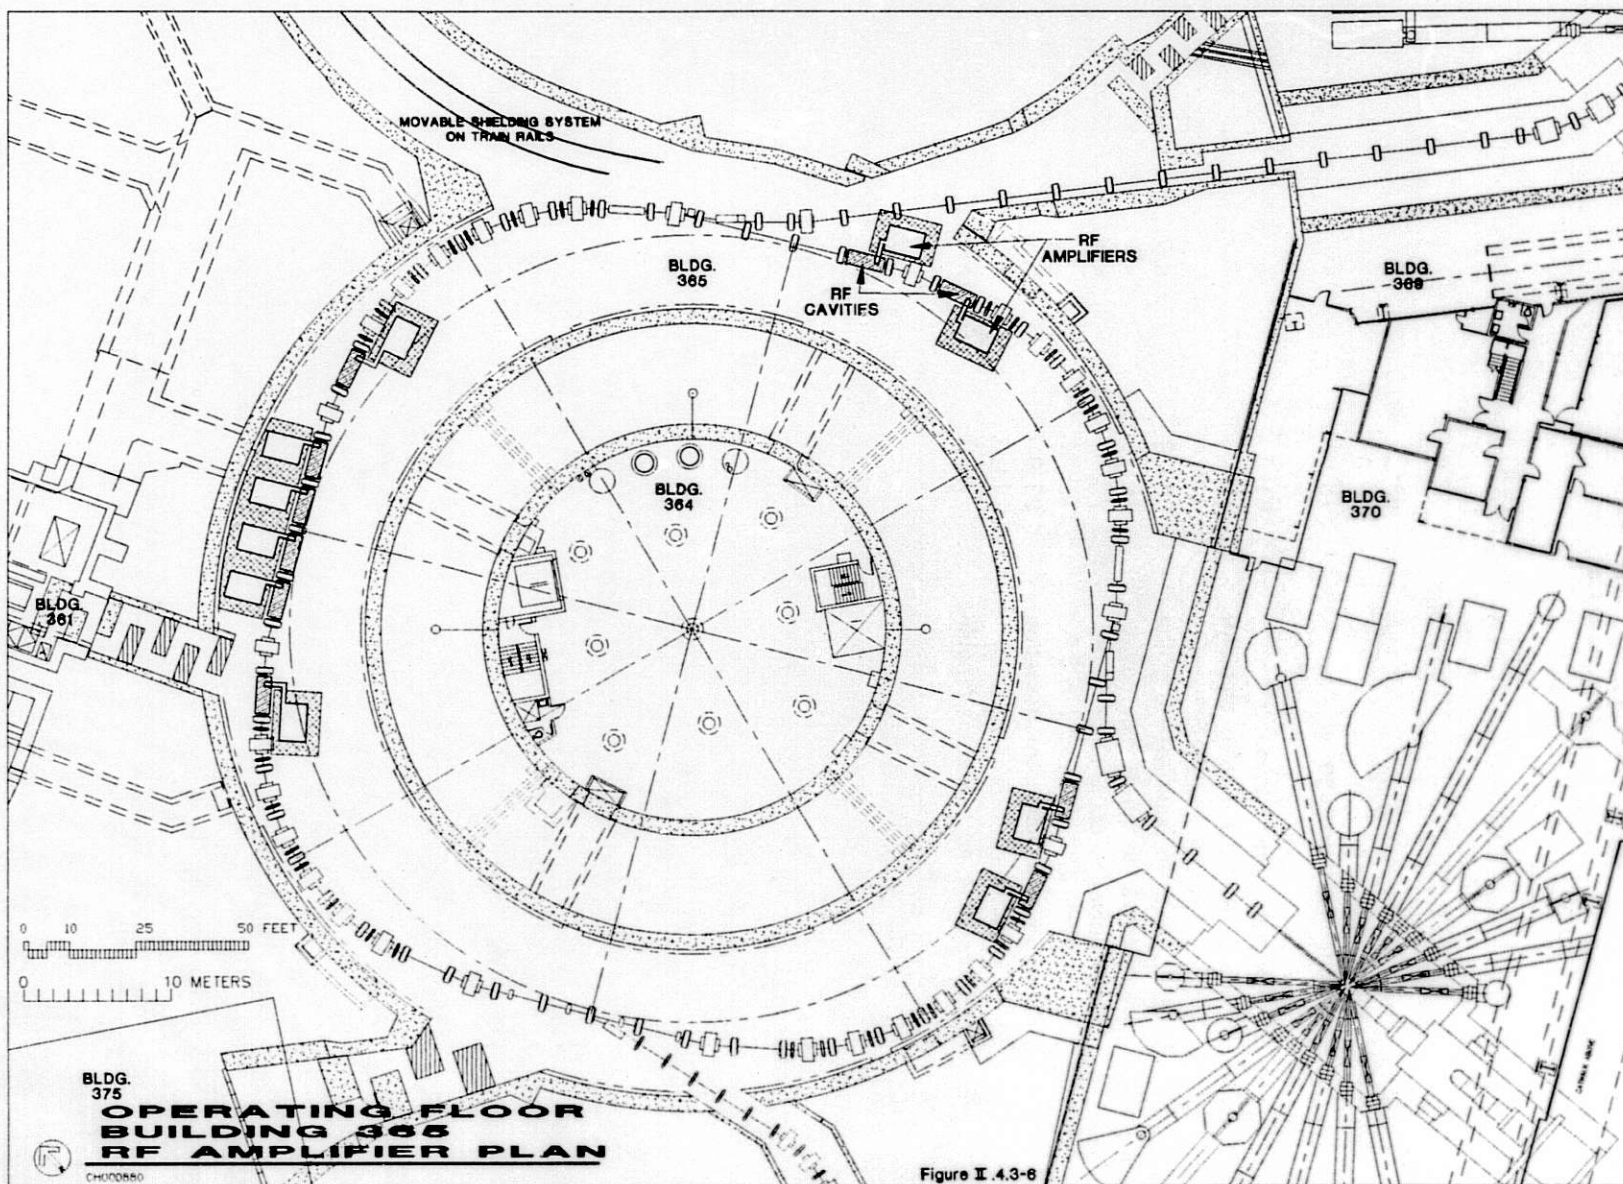 MOVABLE SHIELDING SYSTEM
ON TRAIN RAILS
BLDG.
365
RF
AMPLIFIERS
RF
CAVITIES
BLDG.
369
BLDG.
364
BLDG.
370
BLDG.
361
0 10 25 50 FEET
0 10 METERS
BLDG.
375
OPERATING FLOOR
BUILDING 365
RF AMPLIFIER PLAN
CH000880
Figure II.4.3-6